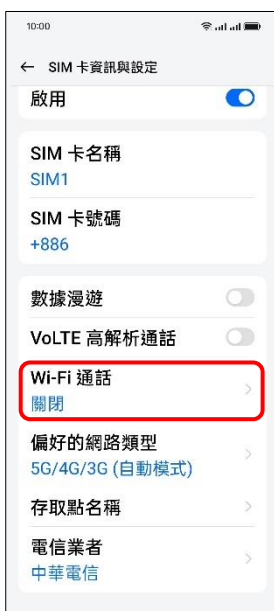 10:00
← SIM 卡資訊與設定
啟用
SIM 卡名稱
SIM1
SIM 卡號碼
+886
數據漫遊
VoLTE 高解析通話
Wi-Fi 通話
關閉
偏好的網路類型
5G/4G/3G (自動模式)
存取點名稱
電信業者
中華電信